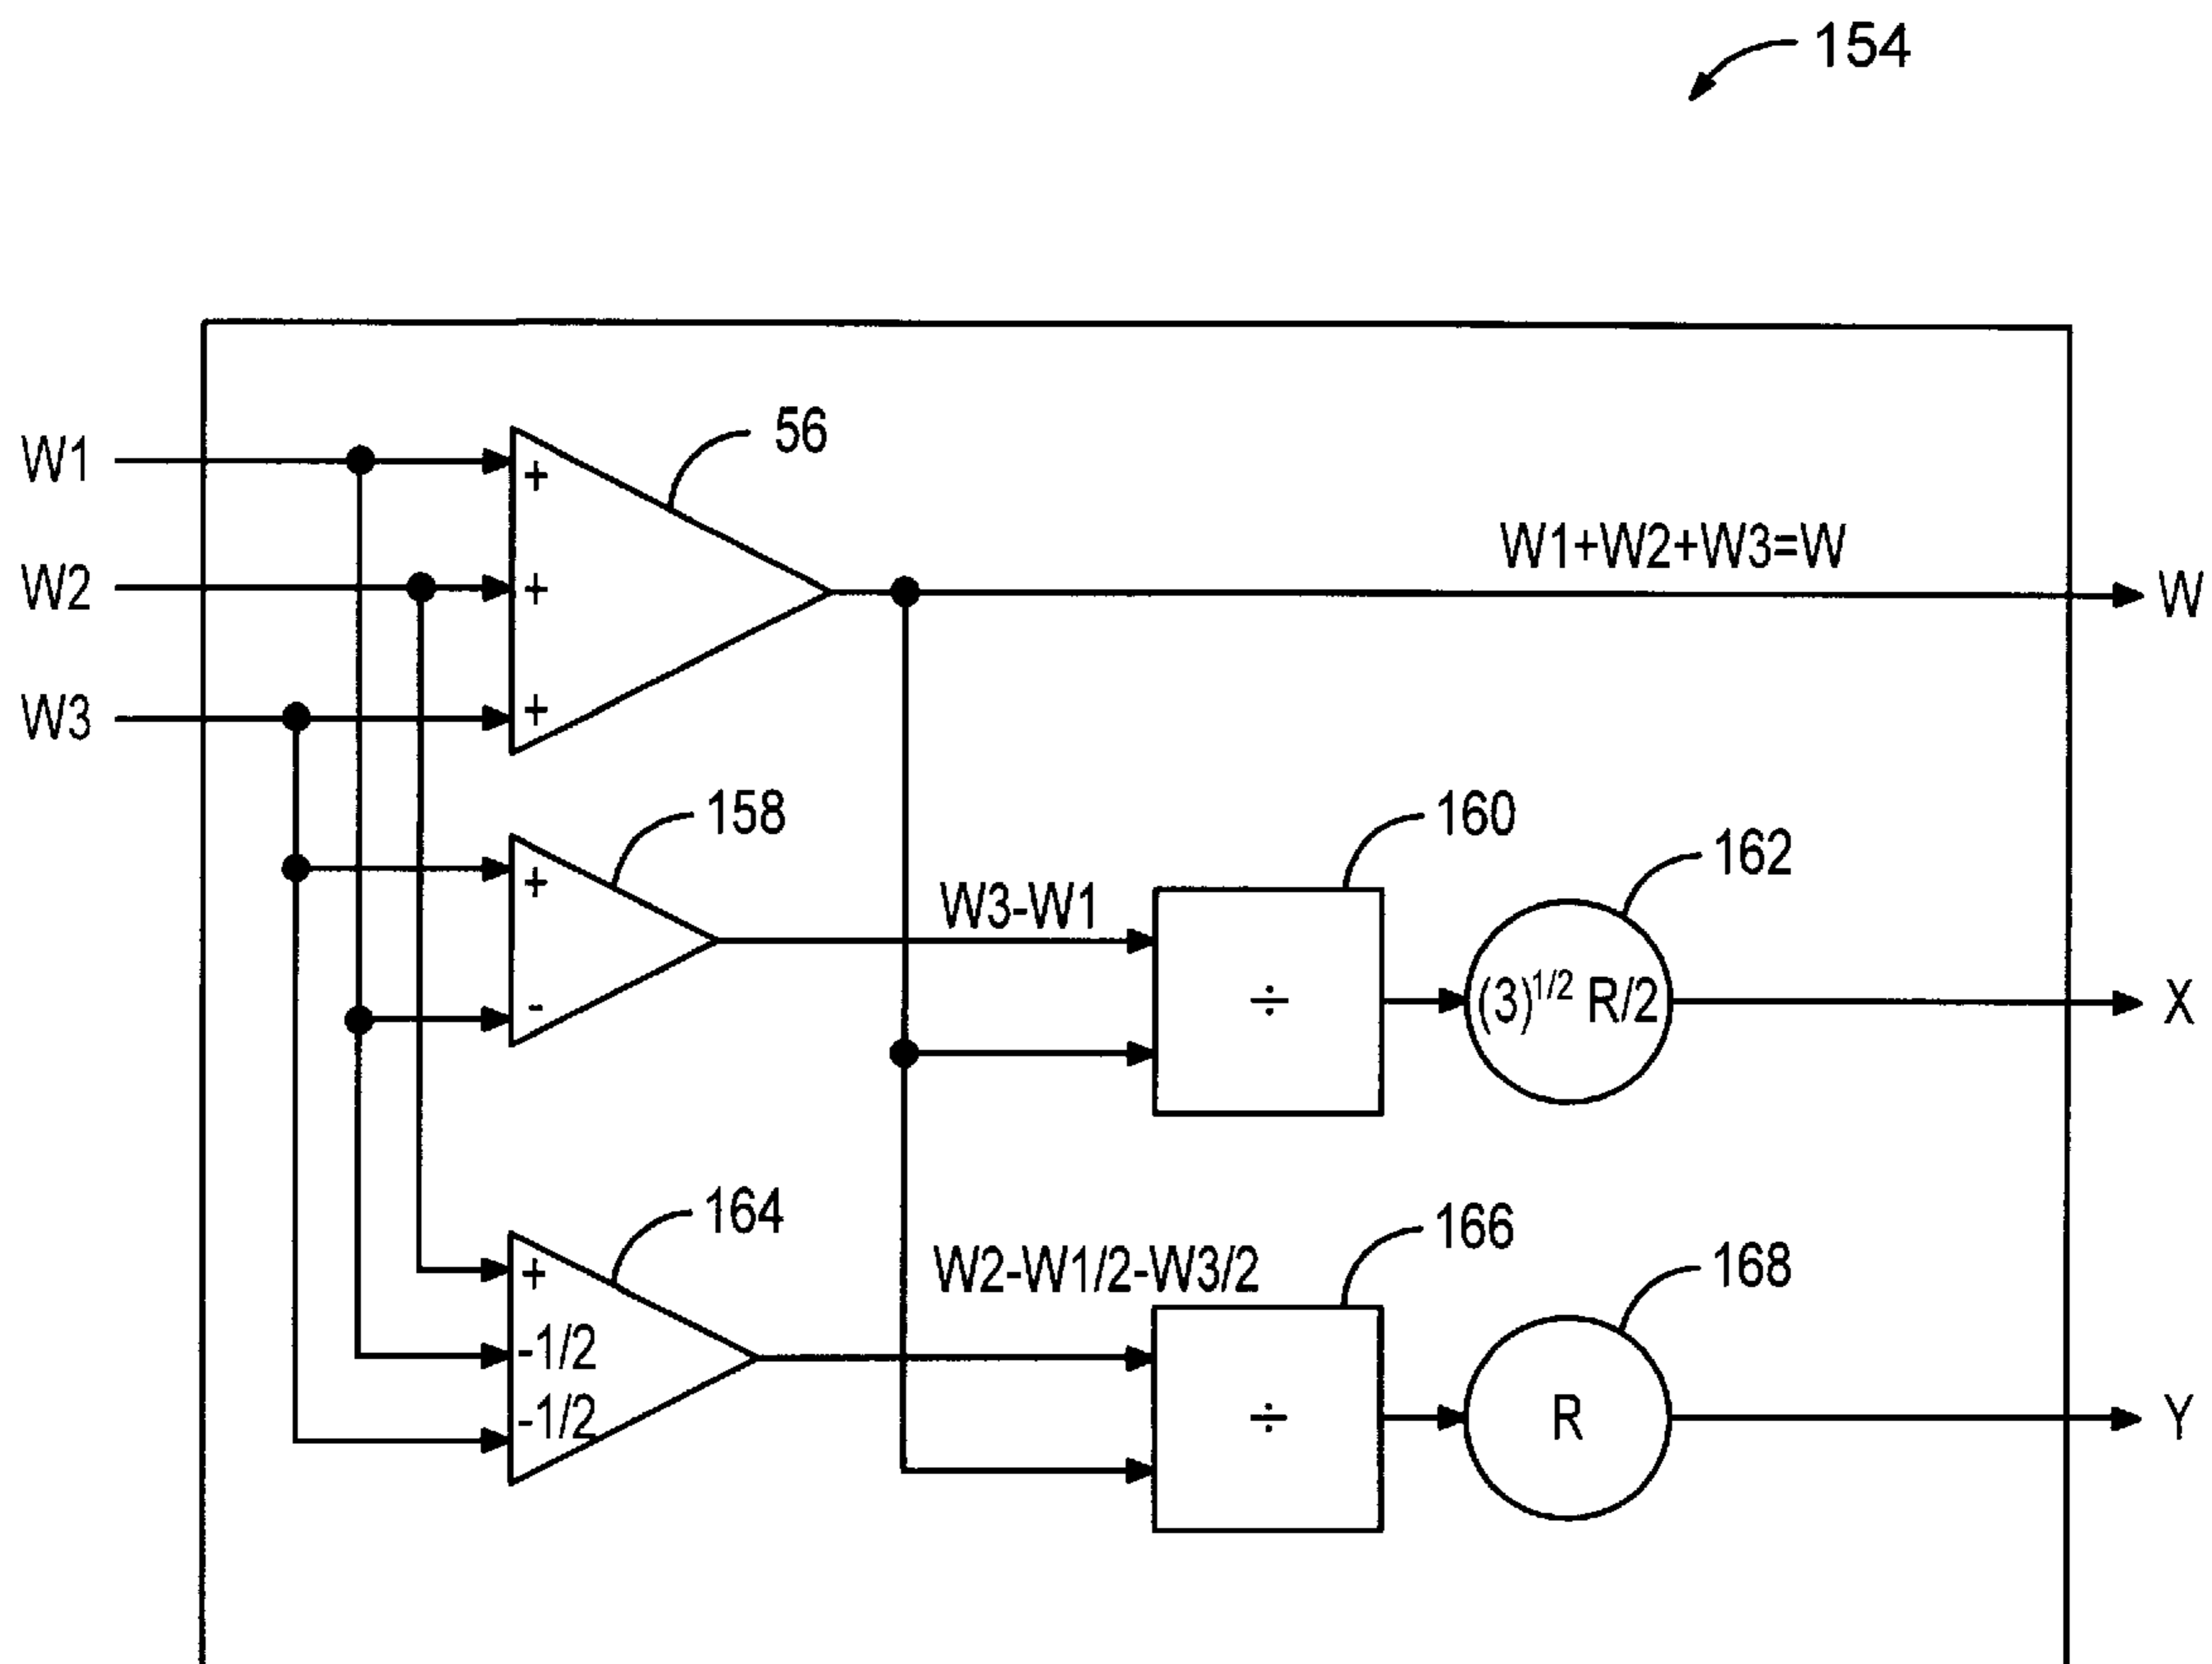 154
56
W1
+
W1+W2+W3=W
W2
+
W
W3
+
158
160
162
+
W3-W1
-
÷
(3)1/2 R/2
X
164
166
168
W2-W1/2-W3/2
+
-1/2
-1/2
÷
R
Y